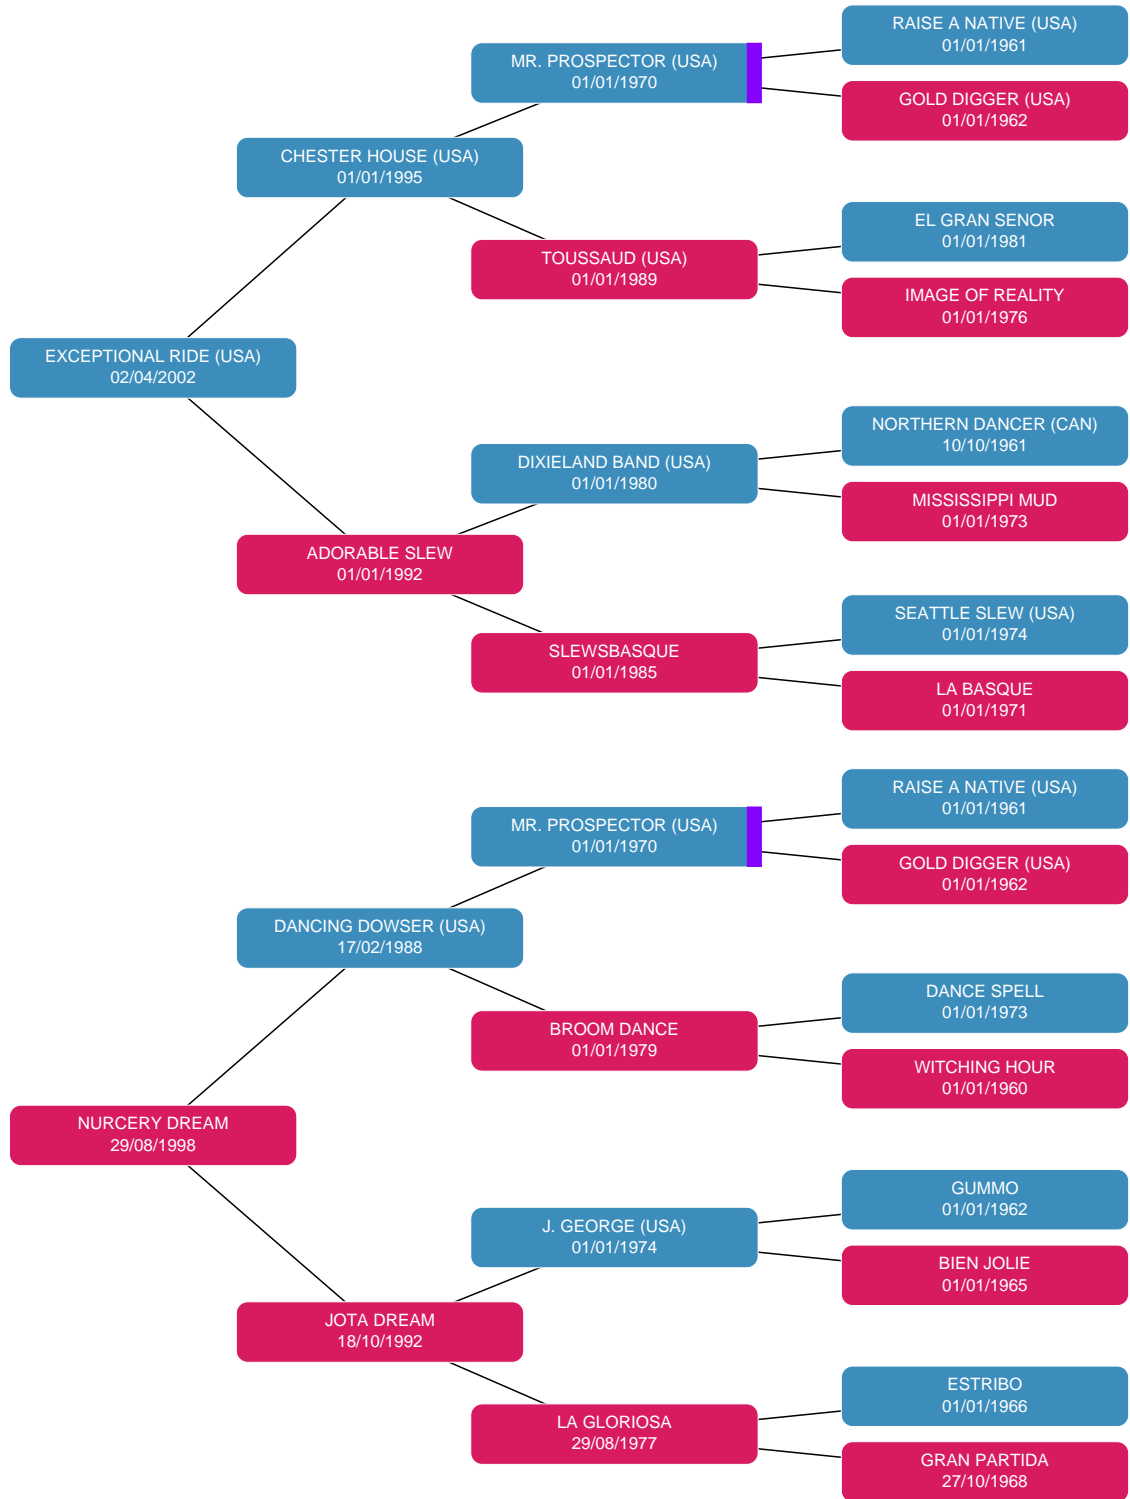 RAISE A NATIVE (USA)
01/01/1961
MR. PROSPECTOR (USA)
01/01/1970
GOLD DIGGER (USA)
01/01/1962
CHESTER HOUSE (USA)
01/01/1995
EL GRAN SENOR
01/01/1981
TOUSSAUD (USA)
01/01/1989
IMAGE OF REALITY
01/01/1976
EXCEPTIONAL RIDE (USA)
02/04/2002
NORTHERN DANCER (CAN)
10/10/1961
DIXIELAND BAND (USA)
01/01/1980
MISSISSIPPI MUD
01/01/1973
ADORABLE SLEW
01/01/1992
SEATTLE SLEW (USA)
01/01/1974
SLEWSBASQUE
01/01/1985
LA BASQUE
01/01/1971
RAISE A NATIVE (USA)
01/01/1961
MR. PROSPECTOR (USA)
01/01/1970
GOLD DIGGER (USA)
01/01/1962
DANCING DOWSER (USA)
17/02/1988
DANCE SPELL
01/01/1973
BROOM DANCE
01/01/1979
WITCHING HOUR
01/01/1960
NURCERY DREAM
29/08/1998
GUMMO
01/01/1962
J. GEORGE (USA)
01/01/1974
BIEN JOLIE
01/01/1965
JOTA DREAM
18/10/1992
ESTRIBO
01/01/1966
LA GLORIOSA
29/08/1977
GRAN PARTIDA
27/10/1968